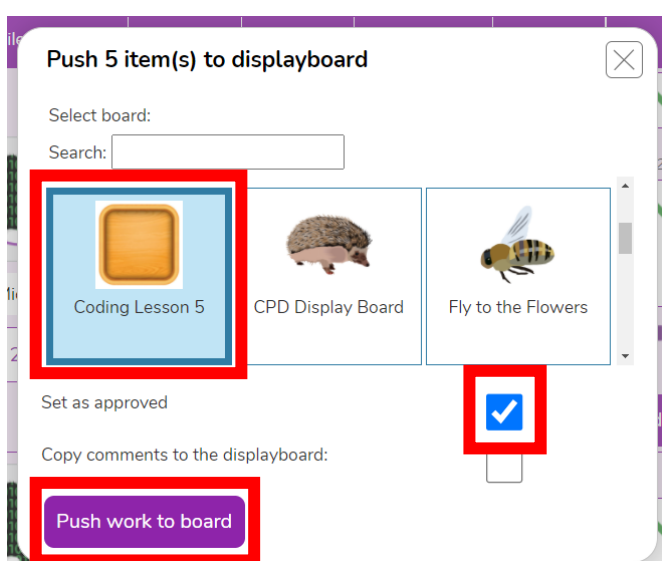 Push 5 item(s) to displayboard
Select board:
Search:
Coding Lesson 5
CPD Display Board
Fly to the Flowers
Set as approved
Copy comments to the displayboard:
Push work to board